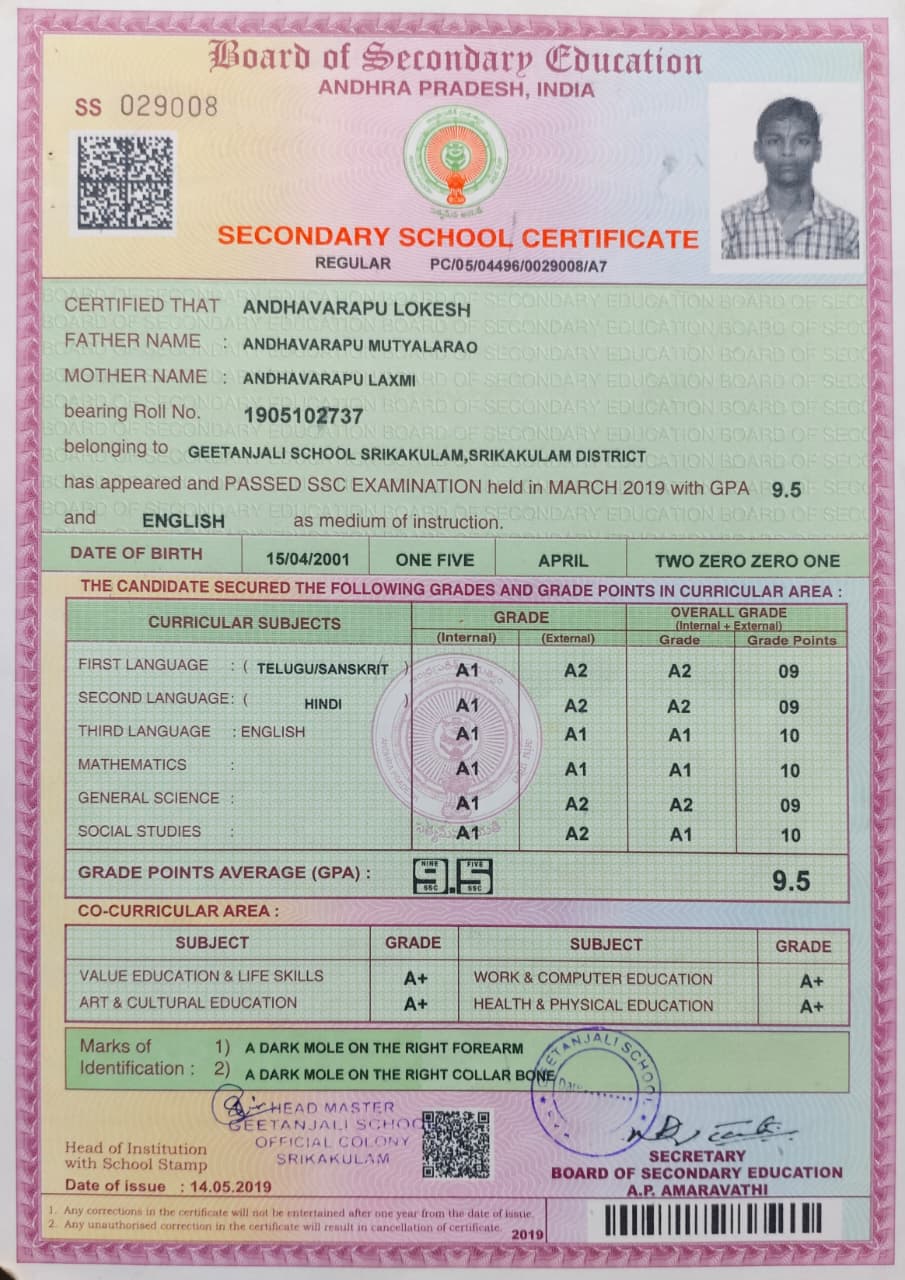 Board of Secondary Education
ANDHRA PRADESH, INDIA
SS 029008
SECONDARY SCHOOL CERTIFICATE
REGULAR PC/05/04496/0029008/A7
CERTIFIED THAT ANDHAVARAPU LOKESH
FATHER NAME : ANDHAVARAPU MUTYALARAO
MOTHER NAME : ANDHAVARAPU LAXMI
bearing Roll No. 1905102737
belonging to GEETANJALI SCHOOL SRIKAKULAM,SRIKAKULAM DISTRICT
has appeared and PASSED SSC EXAMINATION held in MARCH 2019 with GPA 9.5
and ENGLISH as medium of instruction.
DATE OF BIRTH 15/04/2001 ONE FIVE APRIL TWO ZERO ZERO ONE
THE CANDIDATE SECURED THE FOLLOWING GRADES AND GRADE POINTS IN CURRICULAR AREA :
CURRICULAR SUBJECTS GRADE OVERALL GRADE
(Internal + External)
(Internal) (External) Grade Grade Points
FIRST LANGUAGE : ( TELUGU/SANSKRIT ) A1 A2 A2 09
SECOND LANGUAGE: ( HINDI ) A1 A2 A2 09
THIRD LANGUAGE : ENGLISH A1 A1 A1 10
MATHEMATICS : A1 A1 A1 10
GENERAL SCIENCE : A1 A2 A2 09
SOCIAL STUDIES : A1 A2 A1 10
GRADE POINTS AVERAGE (GPA) : NINE 9 SSC . FIVE 5 SSC 9.5
CO-CURRICULAR AREA :
SUBJECT GRADE SUBJECT GRADE
VALUE EDUCATION & LIFE SKILLS A+ WORK & COMPUTER EDUCATION A+
ART & CULTURAL EDUCATION A+ HEALTH & PHYSICAL EDUCATION A+
Marks of Identification : 1) A DARK MOLE ON THE RIGHT FOREARM
2) A DARK MOLE ON THE RIGHT COLLAR BONE
GEETANJALI SCHOOL
Date
HEAD MASTER
GEETANJALI SCHOOL
OFFICIAL COLONY
SRIKAKULAM
Head of Institution
with School Stamp
Date of issue : 14.05.2019
SECRETARY
BOARD OF SECONDARY EDUCATION
A.P. AMARAVATHI
1. Any corrections in the certificate will not be entertained after one year from the date of issue.
2. Any unauthorised correction in the certificate will result in cancellation of certificate.
2019